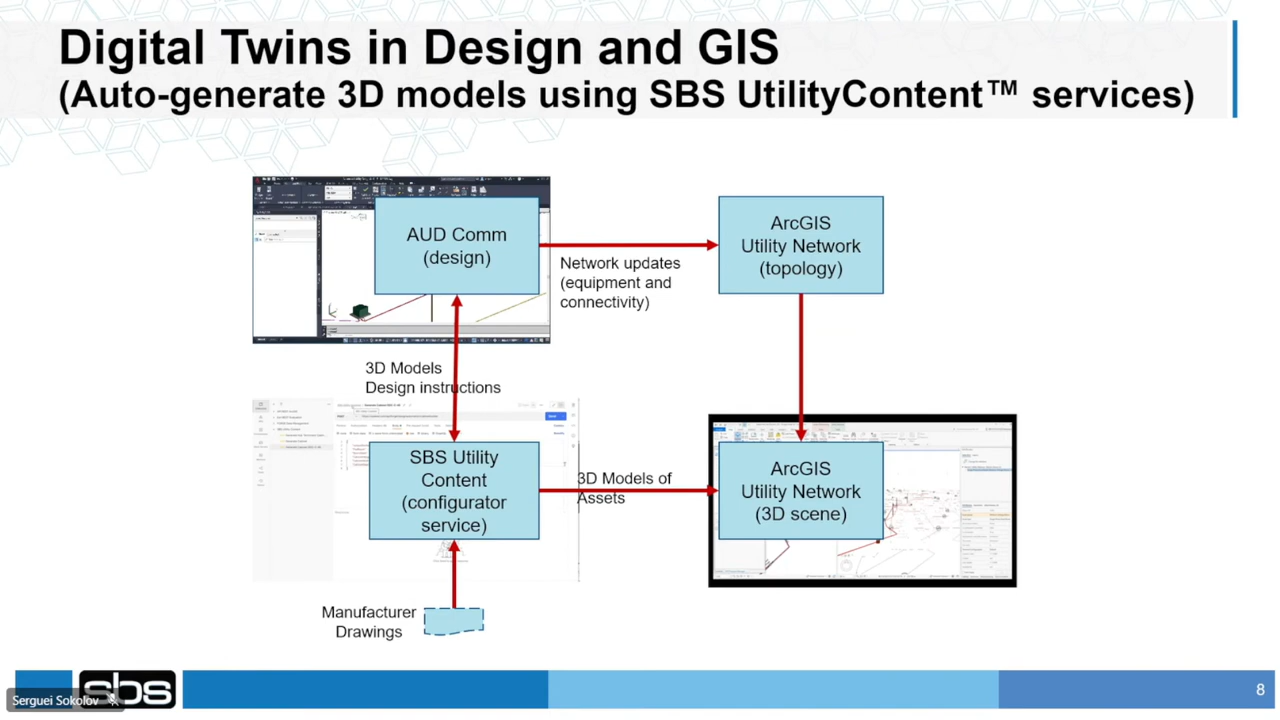 Digital Twins in Design and GIS
(Auto-generate 3D models using SBS UtilityContent™ services)
AUD Comm
(design)
Network updates
(equipment and
connectivity)
ArcGIS
Utility Network
(topology)
3D Models
Design instructions
SBS Utility
Content
(configurator
service)
3D Models of
Assets
ArcGIS
Utility Network
(3D scene)
Manufacturer
Drawings
sbs
Serguei Sokolov
8